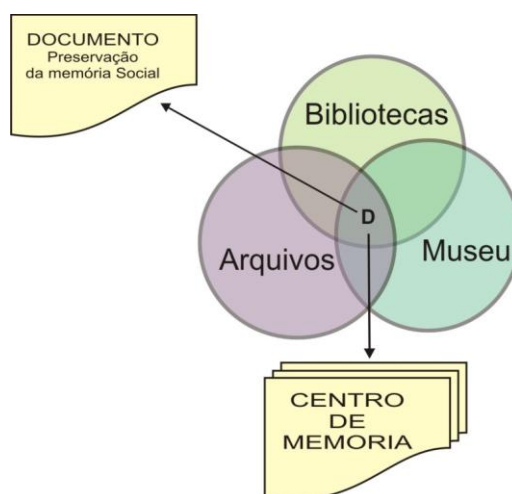 DOCUMENTO
Preservação
da memória Social
Bibliotecas
D
Arquivos
Museu
CENTRO
DE
MEMORIA